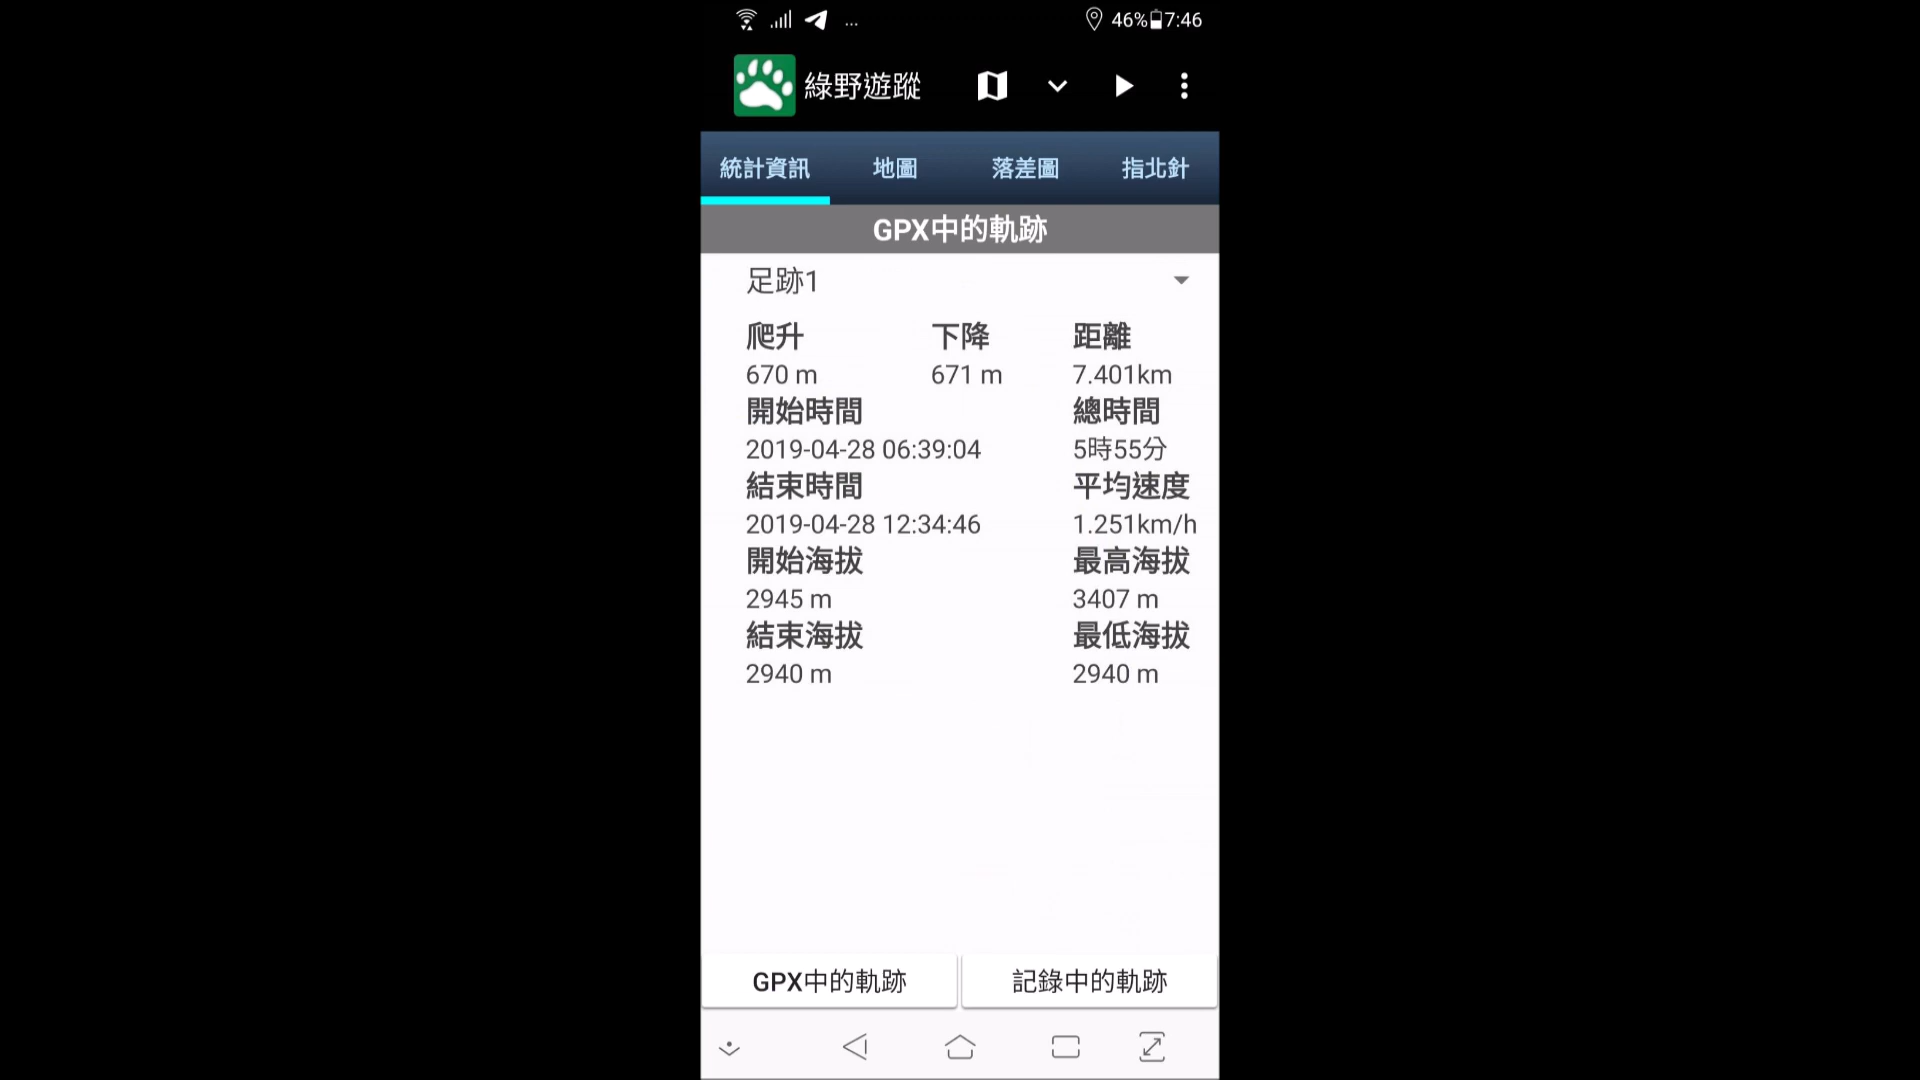 ... 46% 7:46
綠野遊蹤
統計資訊 地圖 落差圖 指北針
GPX中的軌跡
足跡1
爬升 下降 距離
670 m 671 m 7.401km
開始時間 總時間
2019-04-28 06:39:04 5時55分
結束時間 平均速度
2019-04-28 12:34:46 1.251km/h
開始海拔 最高海拔
2945 m 3407 m
結束海拔 最低海拔
2940 m 2940 m
GPX中的軌跡 記錄中的軌跡